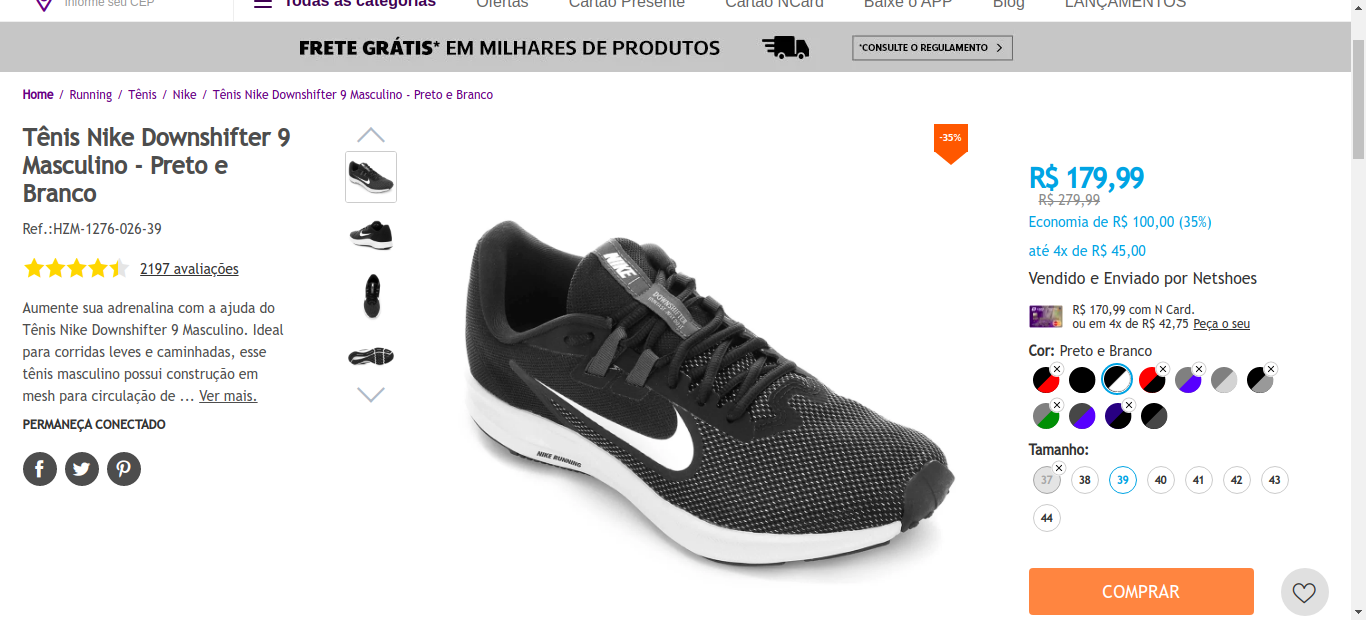 Informe seu CEP
Todas as categorias Ofertas Cartão Presente Cartão NCard Baixe o APP Blog LANÇAMENTOS
FRETE GRÁTIS* EM MILHARES DE PRODUTOS *CONSULTE O REGULAMENTO
Home / Running / Tênis / Nike / Tênis Nike Downshifter 9 Masculino - Preto e Branco
Tênis Nike Downshifter 9
Masculino - Preto e
Branco
Ref.:HZM-1276-026-39
2197 avaliações
Aumente sua adrenalina com a ajuda do
Tênis Nike Downshifter 9 Masculino. Ideal
para corridas leves e caminhadas, esse
tênis masculino possui construção em
mesh para circulação de ... Ver mais.
PERMANEÇA CONECTADO
-35%
NIKE
DOWNSHIFTER
NIKE RUNNING
R$ 179,99
R$ 279,99
Economia de R$ 100,00 (35%)
até 4x de R$ 45,00
Vendido e Enviado por Netshoes
R$ 170,99 com N Card.
ou em 4x de R$ 42,75 Peça o seu
Cor: Preto e Branco
Tamanho:
37 38 39 40 41 42 43
44
COMPRAR